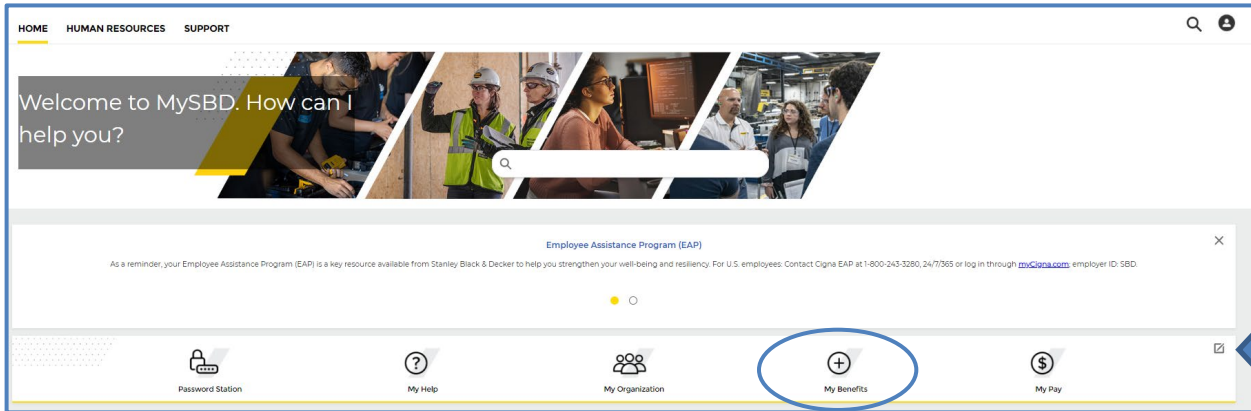 HOME HUMAN RESOURCES SUPPORT
Welcome to MySBD. How can I
help you?
Employee Assistance Program (EAP)
As a reminder, your Employee Assistance Program (EAP) is a key resource available from Stanley Black & Decker to help you strengthen your well-being and resiliency. For U.S. employees: Contact Cigna EAP at 1-800-243-3280, 24/7/365 or log in through myCigna.com, employer ID: SBD.
Password Station My Help My Organization My Benefits My Pay